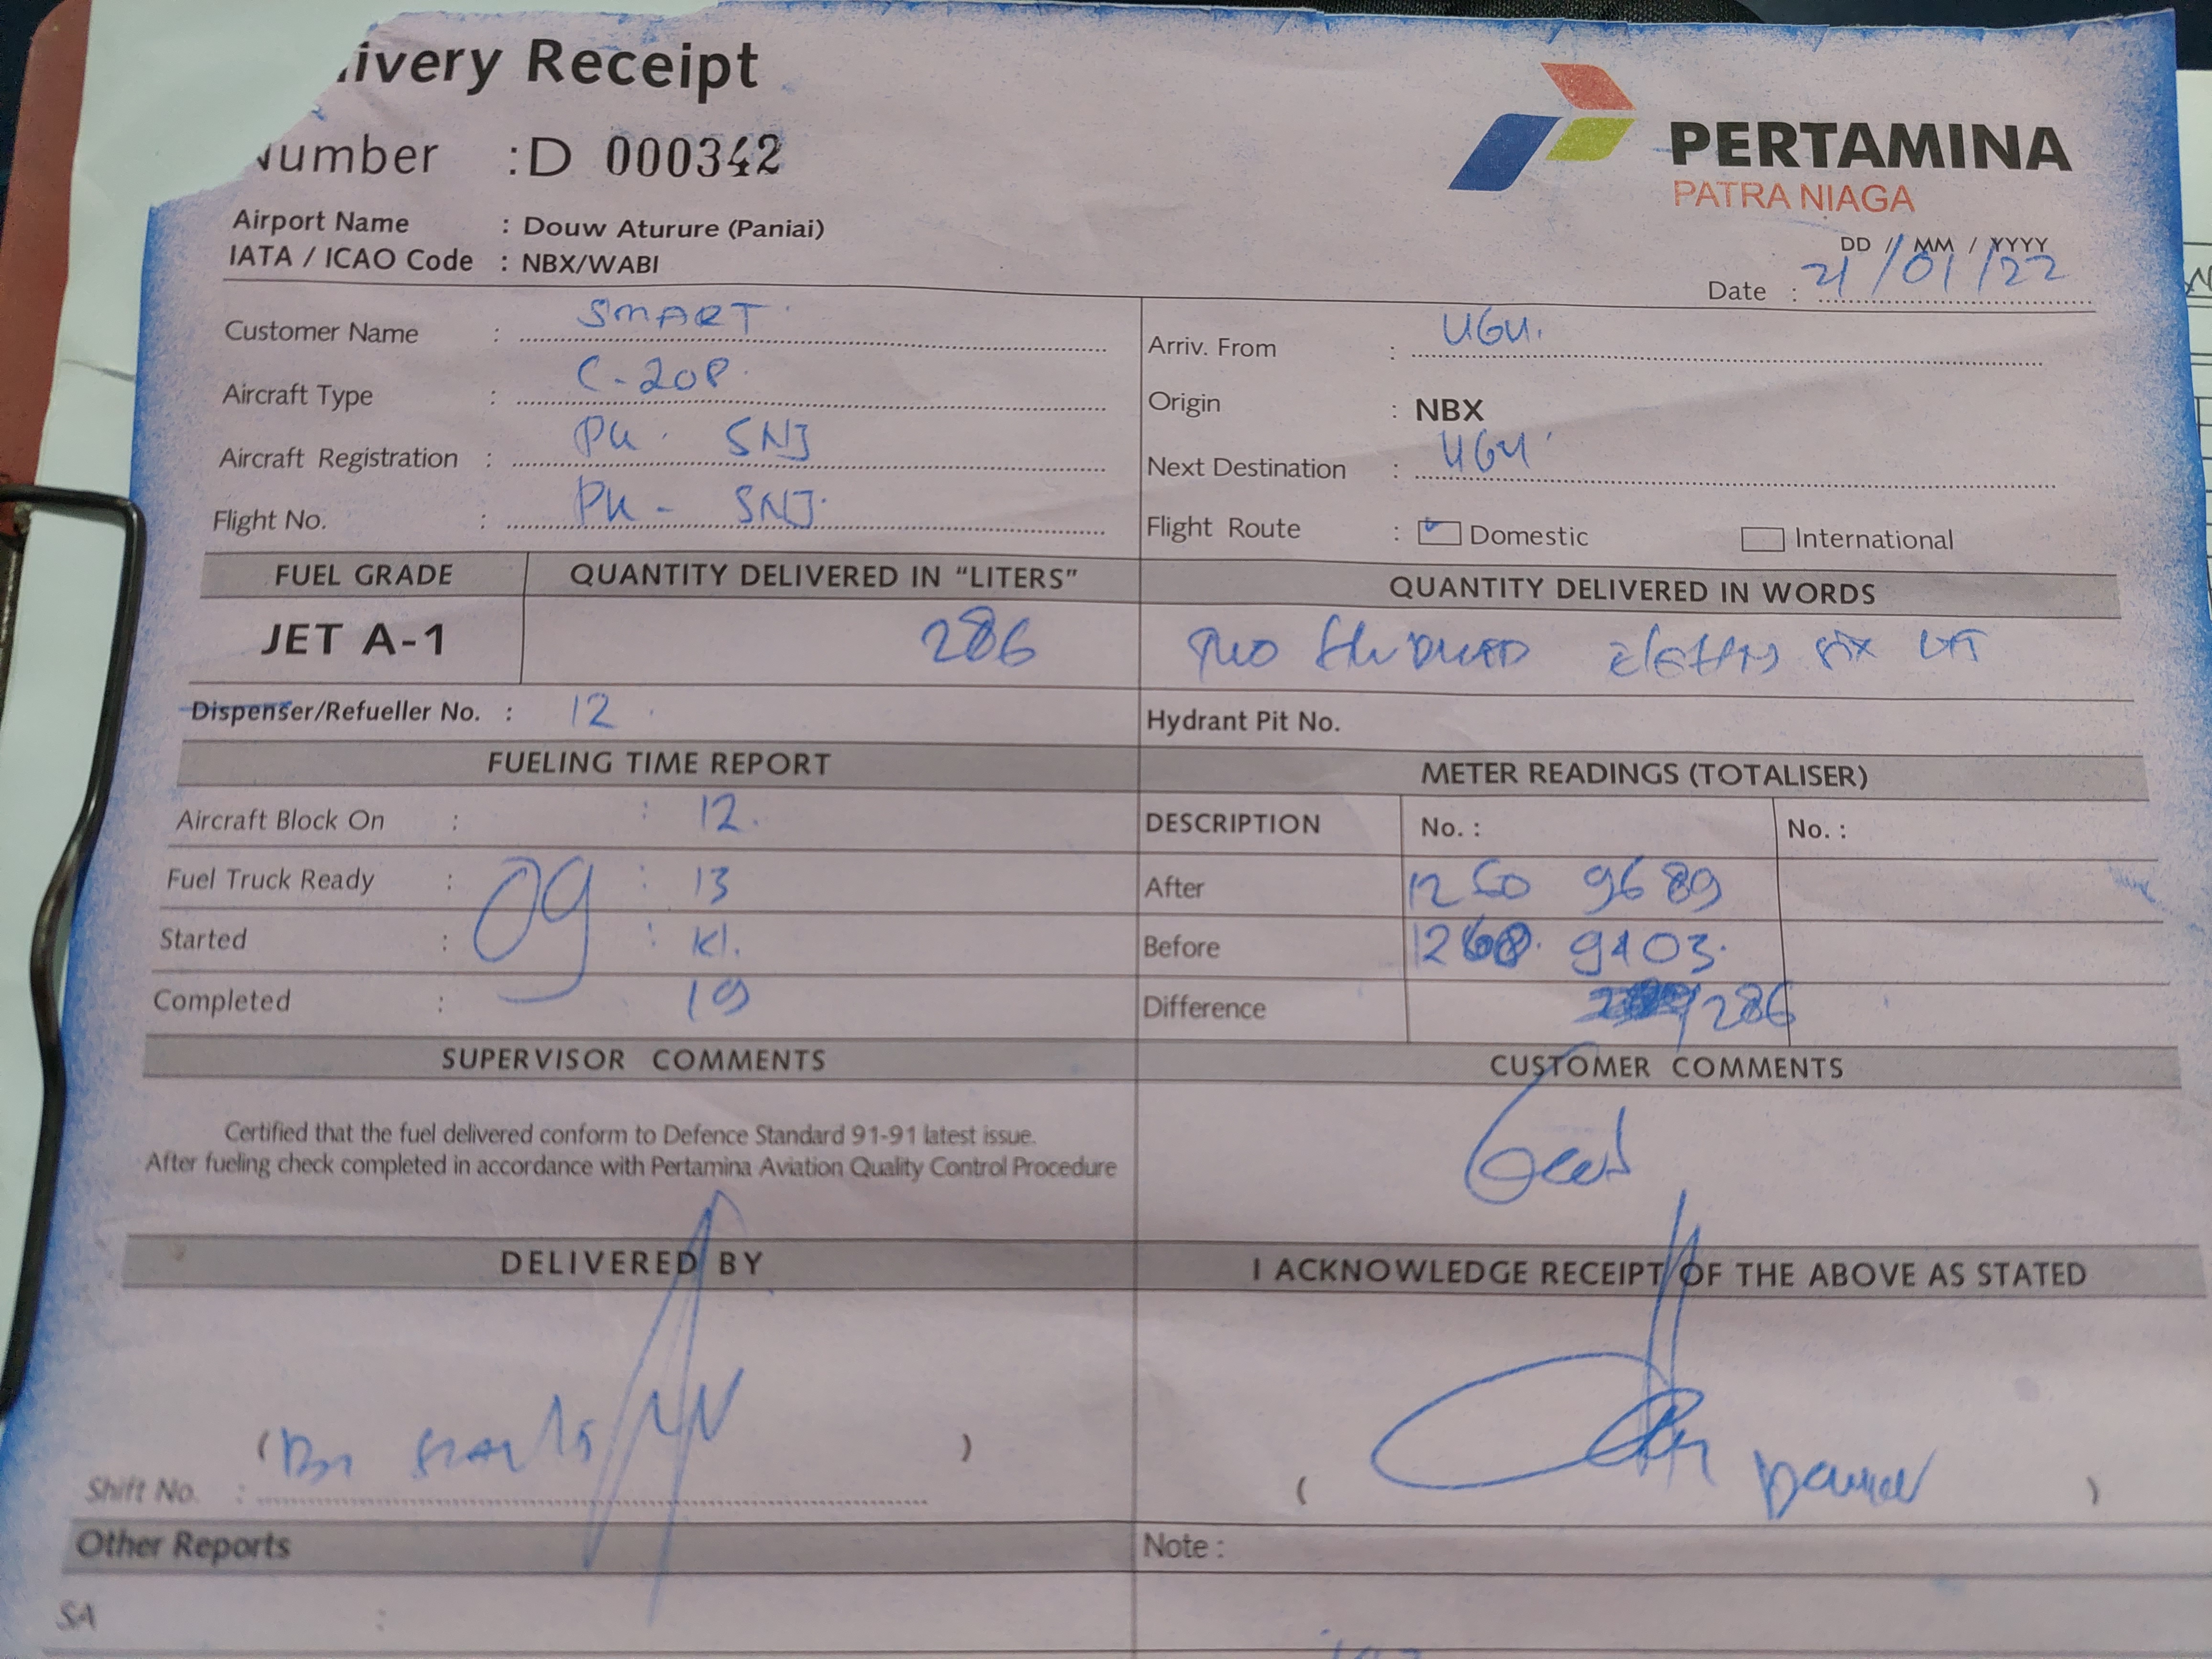 ivery Receipt
umber : D 000342
PERTAMINA
PATRA NIAGA
Airport Name : Douw Aturure (Paniai)
IATA / ICAO Code : NBX/WABI
DD / MM / YYYY
Date : 21/01/22
Customer Name : SMART
Arriv. From : UGU.
Aircraft Type : C-208.
Origin : NBX
Aircraft Registration : PK. SNJ
Next Destination : UGU
Flight No. : PK - SNJ.
Flight Route : Domestic International
FUEL GRADE QUANTITY DELIVERED IN "LITERS" QUANTITY DELIVERED IN WORDS
JET A-1 286 six
Dispenser/Refueller No. : 12 Hydrant Pit No.
FUELING TIME REPORT METER READINGS (TOTALISER)
Aircraft Block On : : 12. DESCRIPTION No. : No. :
Fuel Truck Ready : 09 : 13 After 9689
Started : : Before 9403.
Completed : 19 Difference 286
SUPERVISOR COMMENTS CUSTOMER COMMENTS
Certified that the fuel delivered conform to Defence Standard 91-91 latest issue.
After fueling check completed in accordance with Pertamina Aviation Quality Control Procedure
DELIVERED BY I ACKNOWLEDGE RECEIPT OF THE ABOVE AS STATED
( ) ( )
Shift No. :
Other Reports Note :
SA :